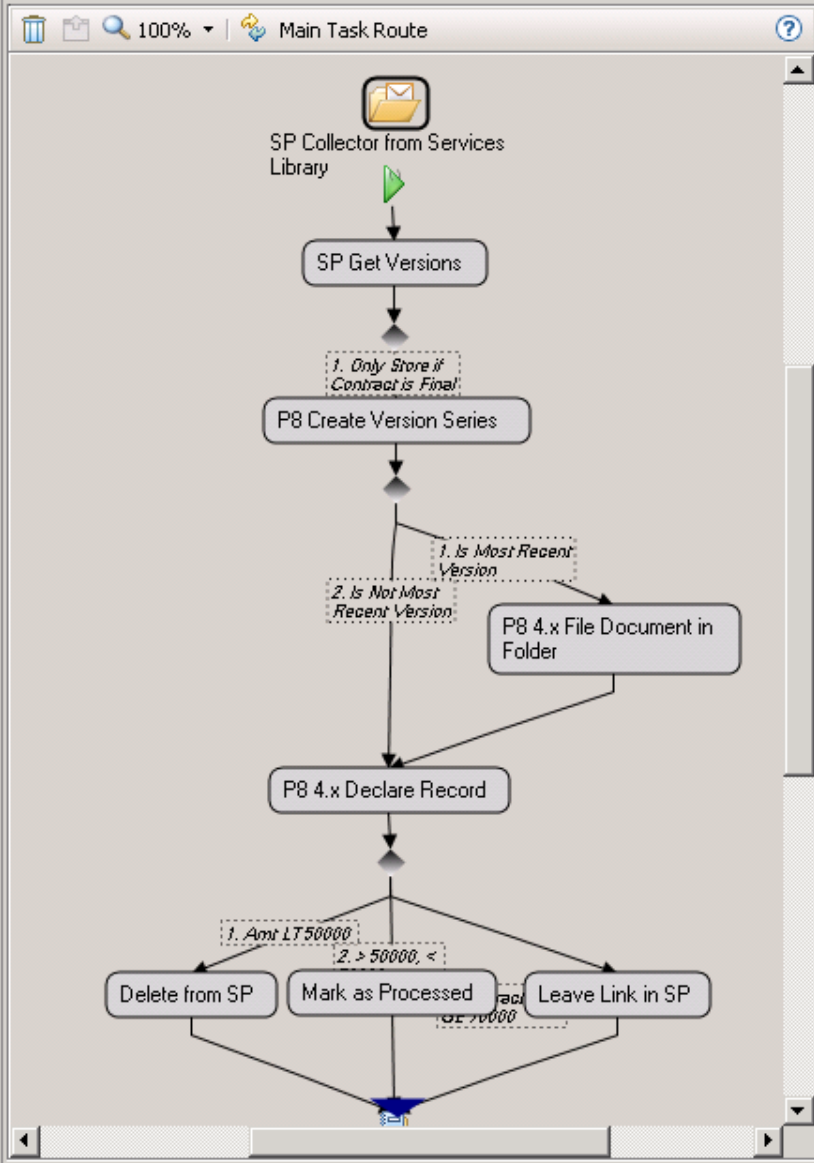 100%
Main Task Route
SP Collector from Services
Library
SP Get Versions
1. Only Store if
Contract is Final
P8 Create Version Series
1. Is Most Recent
Version
2. Is Not Most
Recent Version
P8 4.x File Document in
Folder
P8 4.x Declare Record
1. Amt LT 50000
2. > 50000, <
Delete from SP
Mark as Processed
Leave Link in SP
GE 70000